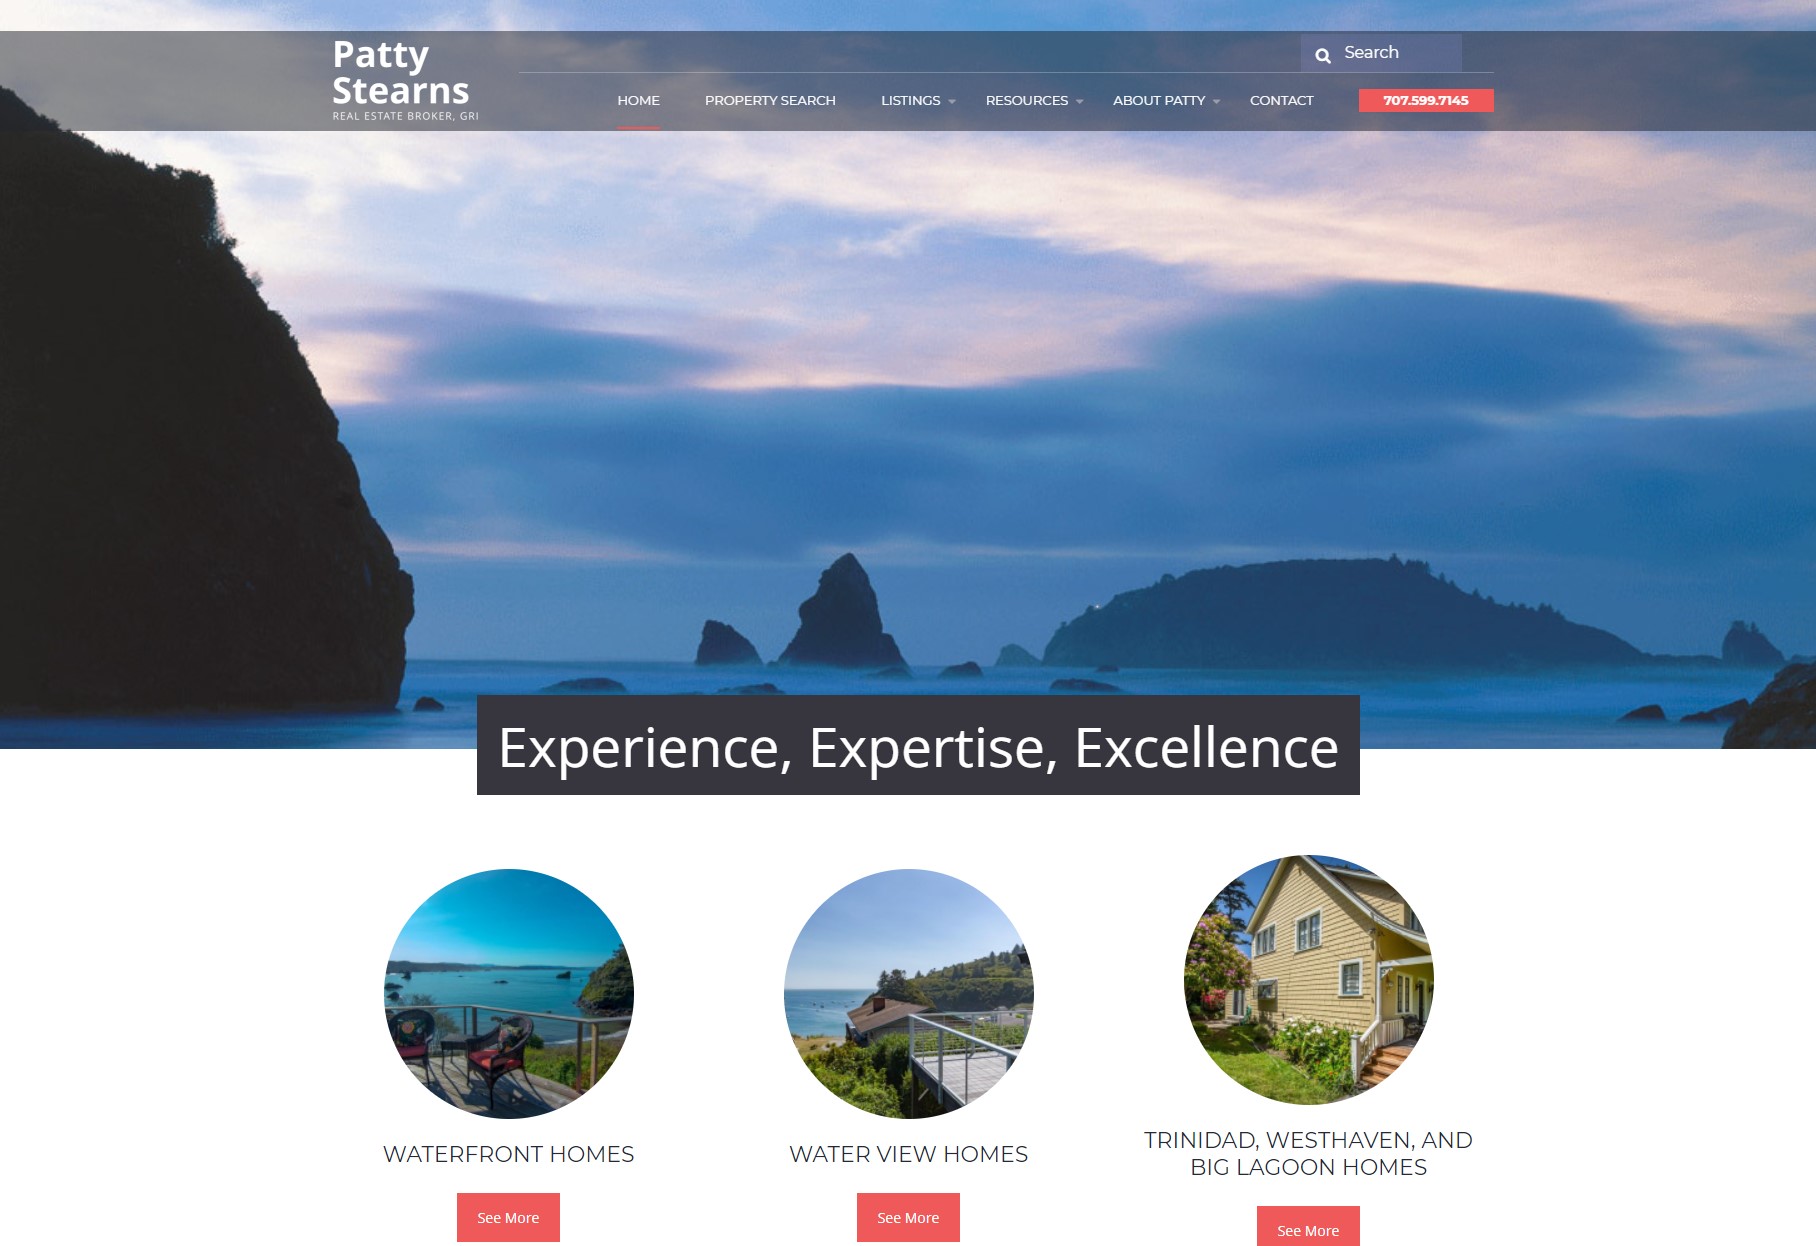 Patty
Stearns
REAL ESTATE BROKER, GRI
Search
HOME PROPERTY SEARCH LISTINGS RESOURCES ABOUT PATTY CONTACT 707.599.7145
Experience, Expertise, Excellence
WATERFRONT HOMES
See More
WATER VIEW HOMES
See More
TRINIDAD, WESTHAVEN, AND
BIG LAGOON HOMES
See More